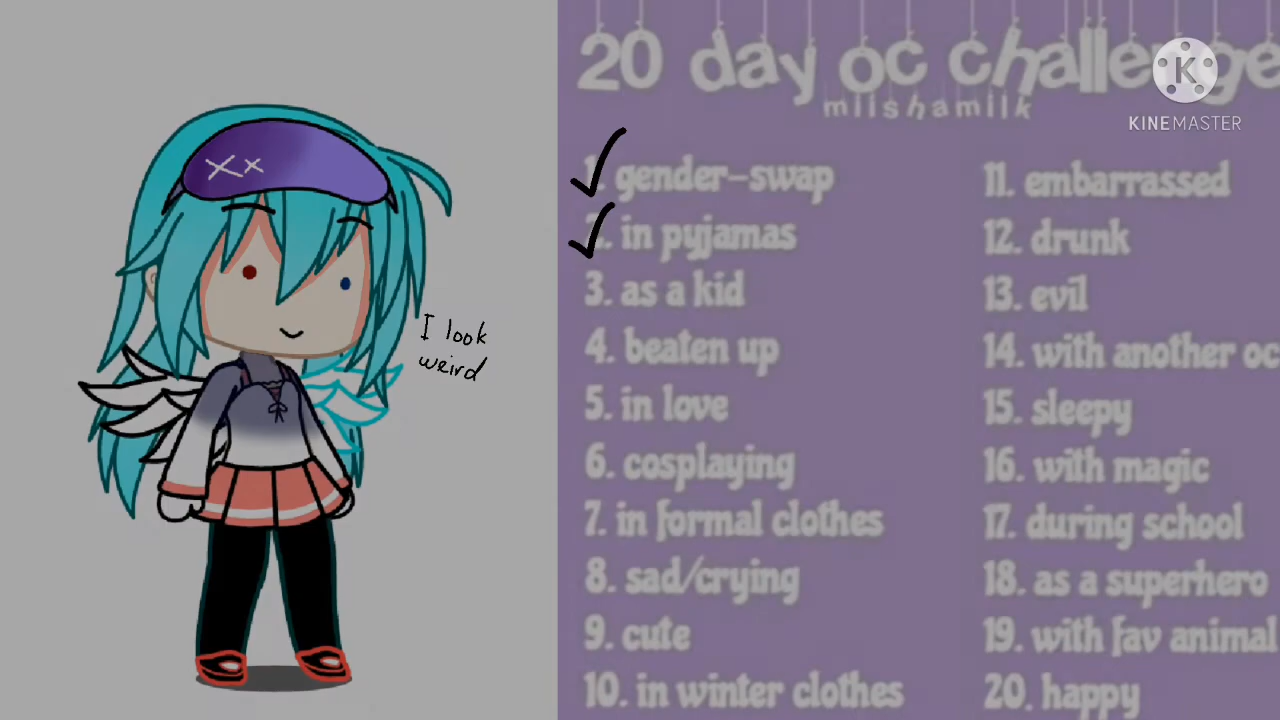 20 day oc challenge
miishamilk
KINEMASTER
1. gender-swap
2. in pyjamas
3. as a kid
4. beaten up
5. in love
6. cosplaying
7. in formal clothes
8. sad/crying
9. cute
10. in winter clothes
11. embarrassed
12. drunk
13. evil
14. with another oc
15. sleepy
16. with magic
17. during school
18. as a superhero
19. with fav animal
20. happy
I look
weird